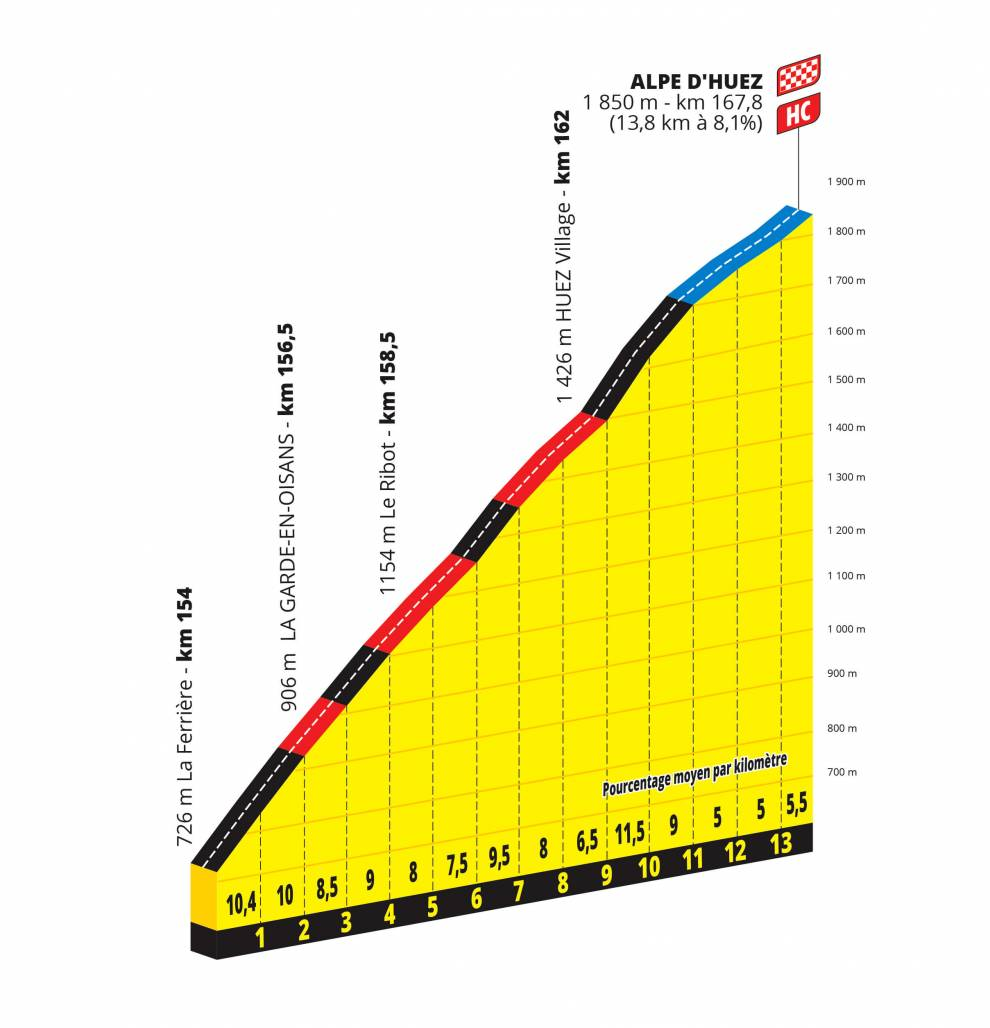 ALPE D'HUEZ
1 850 m - km 167,8
(13,8 km à 8,1%)
HC
1 426 m HUEZ Village - km 162
1154 m Le Ribot - km 158,5
906 m LA GARDE-EN-OISANS - km 156,5
726 m La Ferrière - km 154
1 900 m
1 800 m
1 700 m
1 600 m
1 500 m
1 400 m
1 300 m
1 200 m
1 100 m
1 000 m
900 m
800 m
700 m
Pourcentage moyen par kilomètre
10,4 10 8,5 9 8 7,5 9,5 8 6,5 11,5 9 5 5 5,5
1 2 3 4 5 6 7 8 9 10 11 12 13